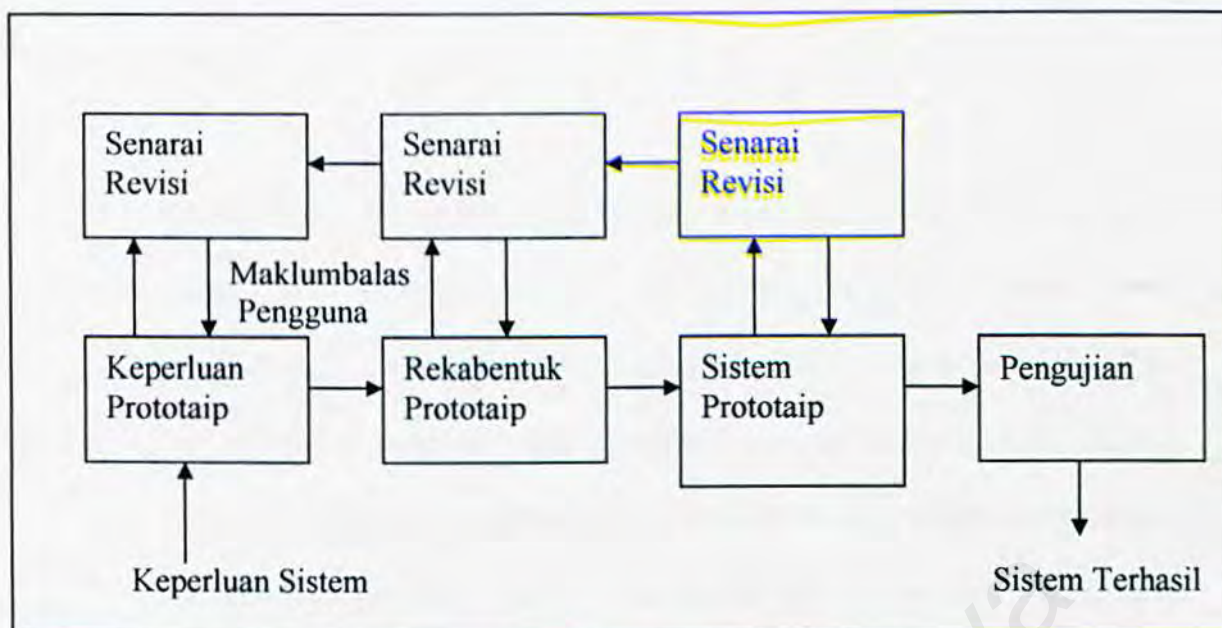 Senarai
Revisi
Senarai
Revisi
Senarai
Revisi
Maklumbalas
Pengguna
Keperluan
Prototaip
Rekabentuk
Prototaip
Sistem
Prototaip
Pengujian
Keperluan Sistem
Sistem Terhasil